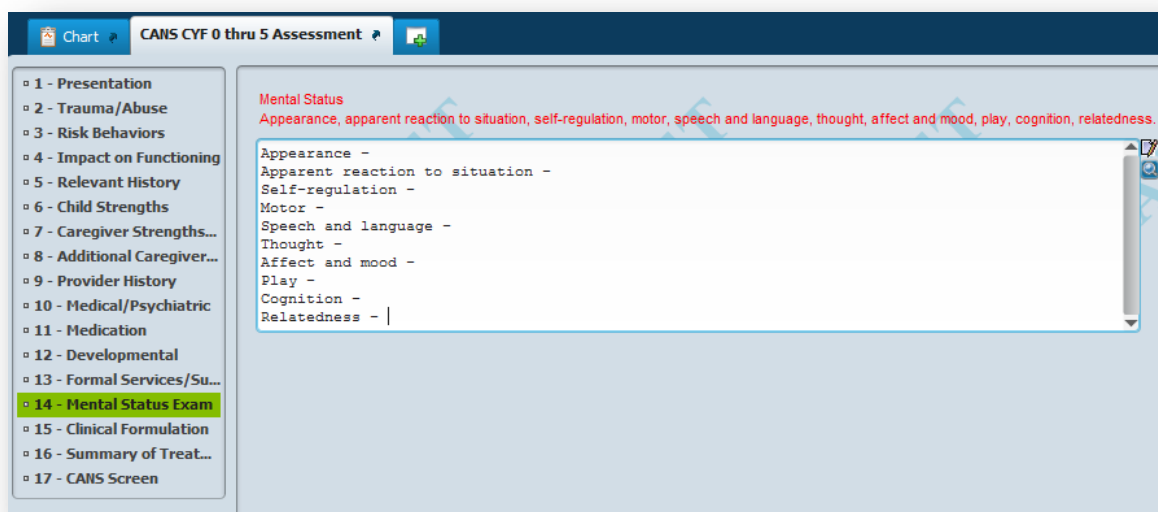 Chart
CANS CYF 0 thru 5 Assessment
1 - Presentation
2 - Trauma/Abuse
3 - Risk Behaviors
4 - Impact on Functioning
5 - Relevant History
6 - Child Strengths
7 - Caregiver Strengths...
8 - Additional Caregiver...
9 - Provider History
10 - Medical/Psychiatric
11 - Medication
12 - Developmental
13 - Formal Services/Su...
14 - Mental Status Exam
15 - Clinical Formulation
16 - Summary of Treat...
17 - CANS Screen
Mental Status
Appearance, apparent reaction to situation, self-regulation, motor, speech and language, thought, affect and mood, play, cognition, relatedness.
Appearance -
Apparent reaction to situation -
Self-regulation -
Motor -
Speech and language -
Thought -
Affect and mood -
Play -
Cognition -
Relatedness -